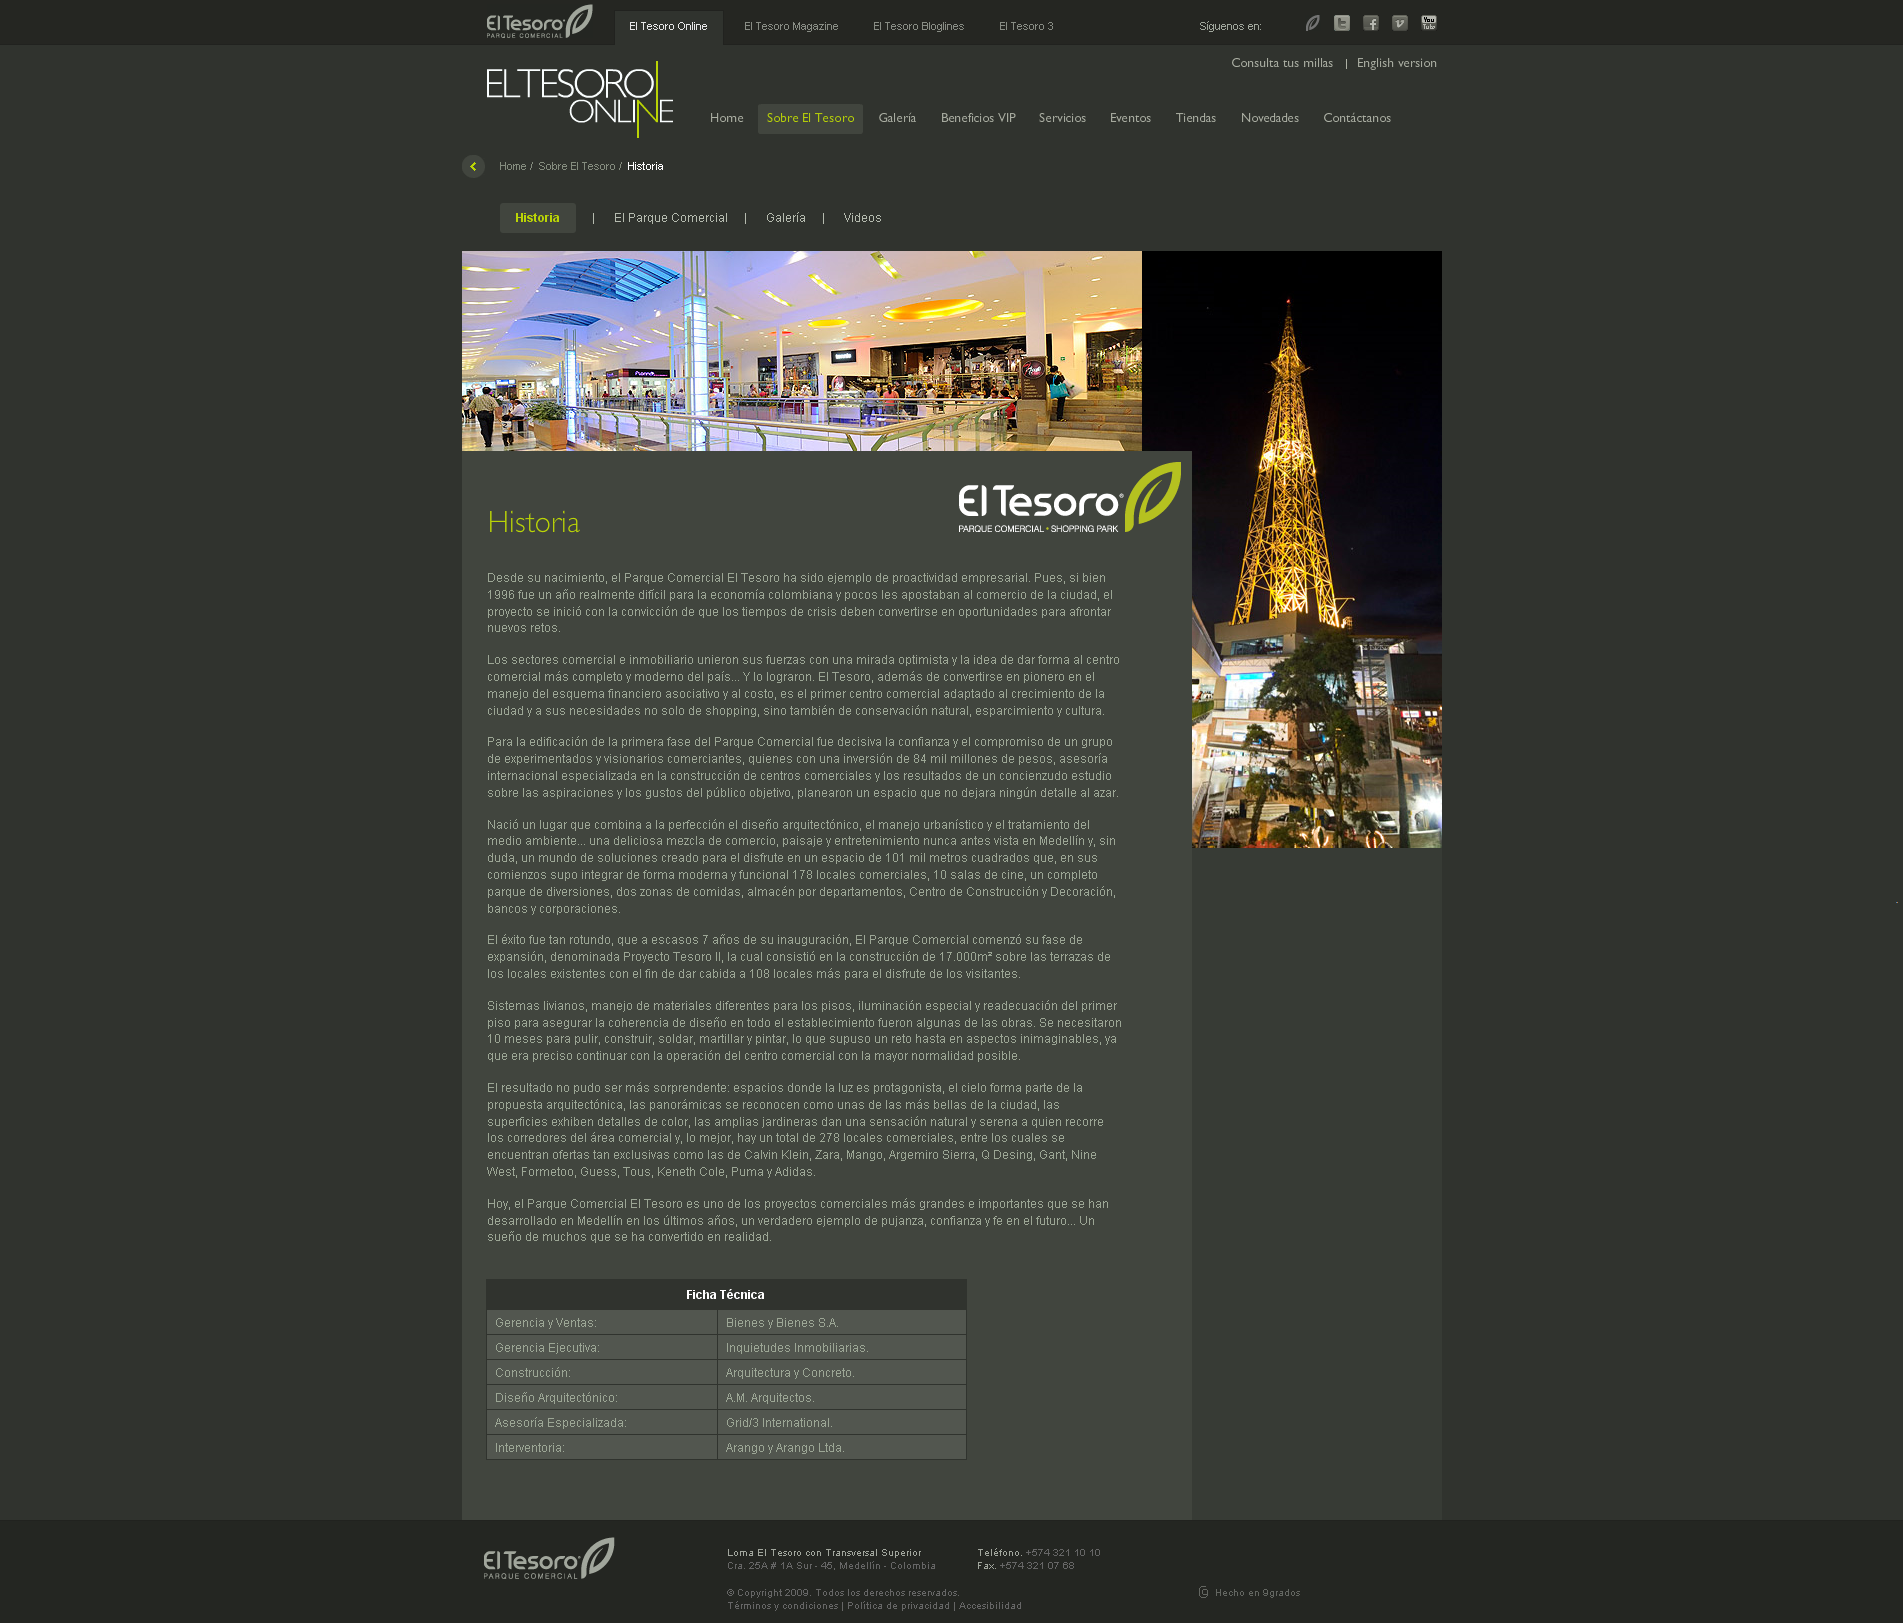 El Tesoro
PARQUE COMERCIAL
El Tesoro Online
El Tesoro Magazine
El Tesoro Bloglines
El Tesoro 3
Síguenos en:
You Tube
Consulta tus millas | English version
ELTESORO
ONLINE
Home
Sobre El Tesoro
Galería
Beneficios VIP
Servicios
Eventos
Tiendas
Novedades
Contáctanos
Home / Sobre El Tesoro / Historia
Historia | El Parque Comercial | Galería | Videos
El Tesoro®
PARQUE COMERCIAL • SHOPPING PARK
Historia
Desde su nacimiento, el Parque Comercial El Tesoro ha sido ejemplo de proactividad empresarial. Pues, si bien
1996 fue un año realmente difícil para la economía colombiana y pocos les apostaban al comercio de la ciudad, el
proyecto se inició con la convicción de que los tiempos de crisis deben convertirse en oportunidades para afrontar
nuevos retos.
Los sectores comercial e inmobiliario unieron sus fuerzas con una mirada optimista y la idea de dar forma al centro
comercial más completo y moderno del país... Y lo lograron. El Tesoro, además de convertirse en pionero en el
manejo del esquema financiero asociativo y al costo, es el primer centro comercial adaptado al crecimiento de la
ciudad y a sus necesidades no solo de shopping, sino también de conservación natural, esparcimiento y cultura.
Para la edificación de la primera fase del Parque Comercial fue decisiva la confianza y el compromiso de un grupo
de experimentados y visionarios comerciantes, quienes con una inversión de 84 mil millones de pesos, asesoría
internacional especializada en la construcción de centros comerciales y los resultados de un concienzudo estudio
sobre las aspiraciones y los gustos del público objetivo, planearon un espacio que no dejara ningún detalle al azar.
Nació un lugar que combina a la perfección el diseño arquitectónico, el manejo urbanístico y el tratamiento del
medio ambiente... una deliciosa mezcla de comercio, paisaje y entretenimiento nunca antes vista en Medellín y, sin
duda, un mundo de soluciones creado para el disfrute en un espacio de 101 mil metros cuadrados que, en sus
comienzos supo integrar de forma moderna y funcional 178 locales comerciales, 10 salas de cine, un completo
parque de diversiones, dos zonas de comidas, almacén por departamentos, Centro de Construcción y Decoración,
bancos y corporaciones.
El éxito fue tan rotundo, que a escasos 7 años de su inauguración, El Parque Comercial comenzó su fase de
expansión, denominada Proyecto Tesoro II, la cual consistió en la construcción de 17.000m² sobre las terrazas de
los locales existentes con el fin de dar cabida a 108 locales más para el disfrute de los visitantes.
Sistemas livianos, manejo de materiales diferentes para los pisos, iluminación especial y readecuación del primer
piso para asegurar la coherencia de diseño en todo el establecimiento fueron algunas de las obras. Se necesitaron
10 meses para pulir, construir, soldar, martillar y pintar, lo que supuso un reto hasta en aspectos inimaginables, ya
que era preciso continuar con la operación del centro comercial con la mayor normalidad posible.
El resultado no pudo ser más sorprendente: espacios donde la luz es protagonista, el cielo forma parte de la
propuesta arquitectónica, las panorámicas se reconocen como unas de las más bellas de la ciudad, las
superficies exhiben detalles de color, las amplias jardineras dan una sensación natural y serena a quien recorre
los corredores del área comercial y, lo mejor, hay un total de 278 locales comerciales, entre los cuales se
encuentran ofertas tan exclusivas como las de Calvin Klein, Zara, Mango, Argemiro Sierra, Q Desing, Gant, Nine
West, Formetoo, Guess, Tous, Keneth Cole, Puma y Adidas.
Hoy, el Parque Comercial El Tesoro es uno de los proyectos comerciales más grandes e importantes que se han
desarrollado en Medellín en los últimos años, un verdadero ejemplo de pujanza, confianza y fe en el futuro... Un
sueño de muchos que se ha convertido en realidad.
Ficha Técnica
Gerencia y Ventas: Bienes y Bienes S.A.
Gerencia Ejecutiva: Inquietudes Inmobiliarias.
Construcción: Arquitectura y Concreto.
Diseño Arquitectónico: A.M. Arquitectos.
Asesoría Especializada: Grid/3 International.
Interventoria: Arango y Arango Ltda.
El Tesoro
PARQUE COMERCIAL
Loma El Tesoro con Transversal Superior
Cra. 25A # 1A Sur - 45, Medellín - Colombia
Teléfono. +574 321 10 10
Fax. +574 321 07 68
© Copyright 2009. Todos los derechos reservados.
Términos y condiciones | Política de privacidad | Accesibilidad
Hecho en 9grados